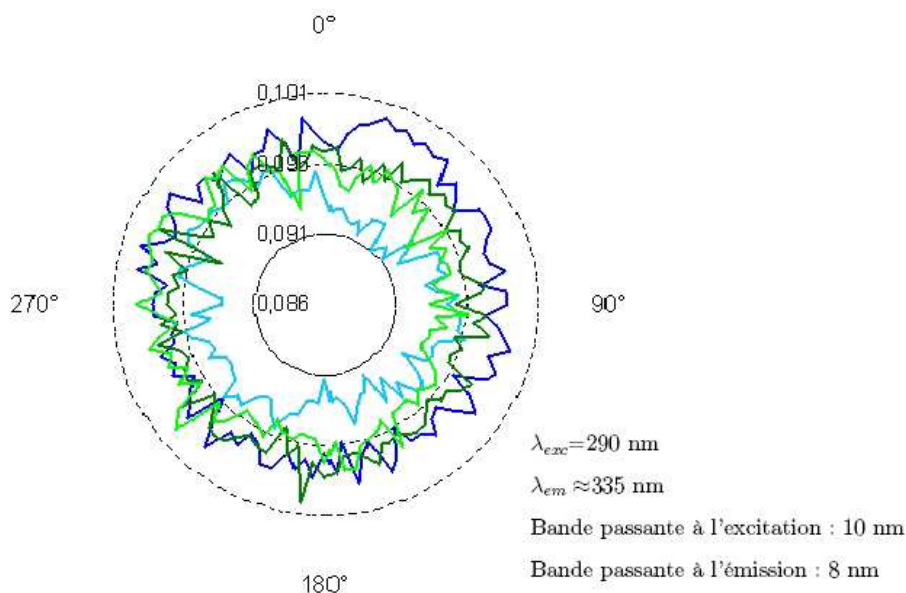 0°
0,101
0,096
0,091
270°
0,086
90°
λexc=290 nm
λem ≈335 nm
Bande passante à l'excitation : 10 nm
Bande passante à l'émission : 8 nm
180°